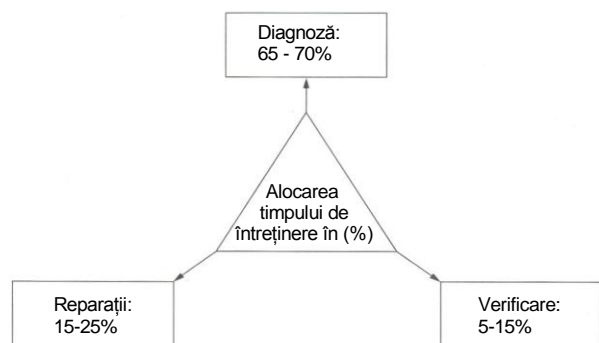 Diagnoză:
65 - 70%
Alocarea
timpului de
întreținere în (%)
Reparații:
15-25%
Verificare:
5-15%